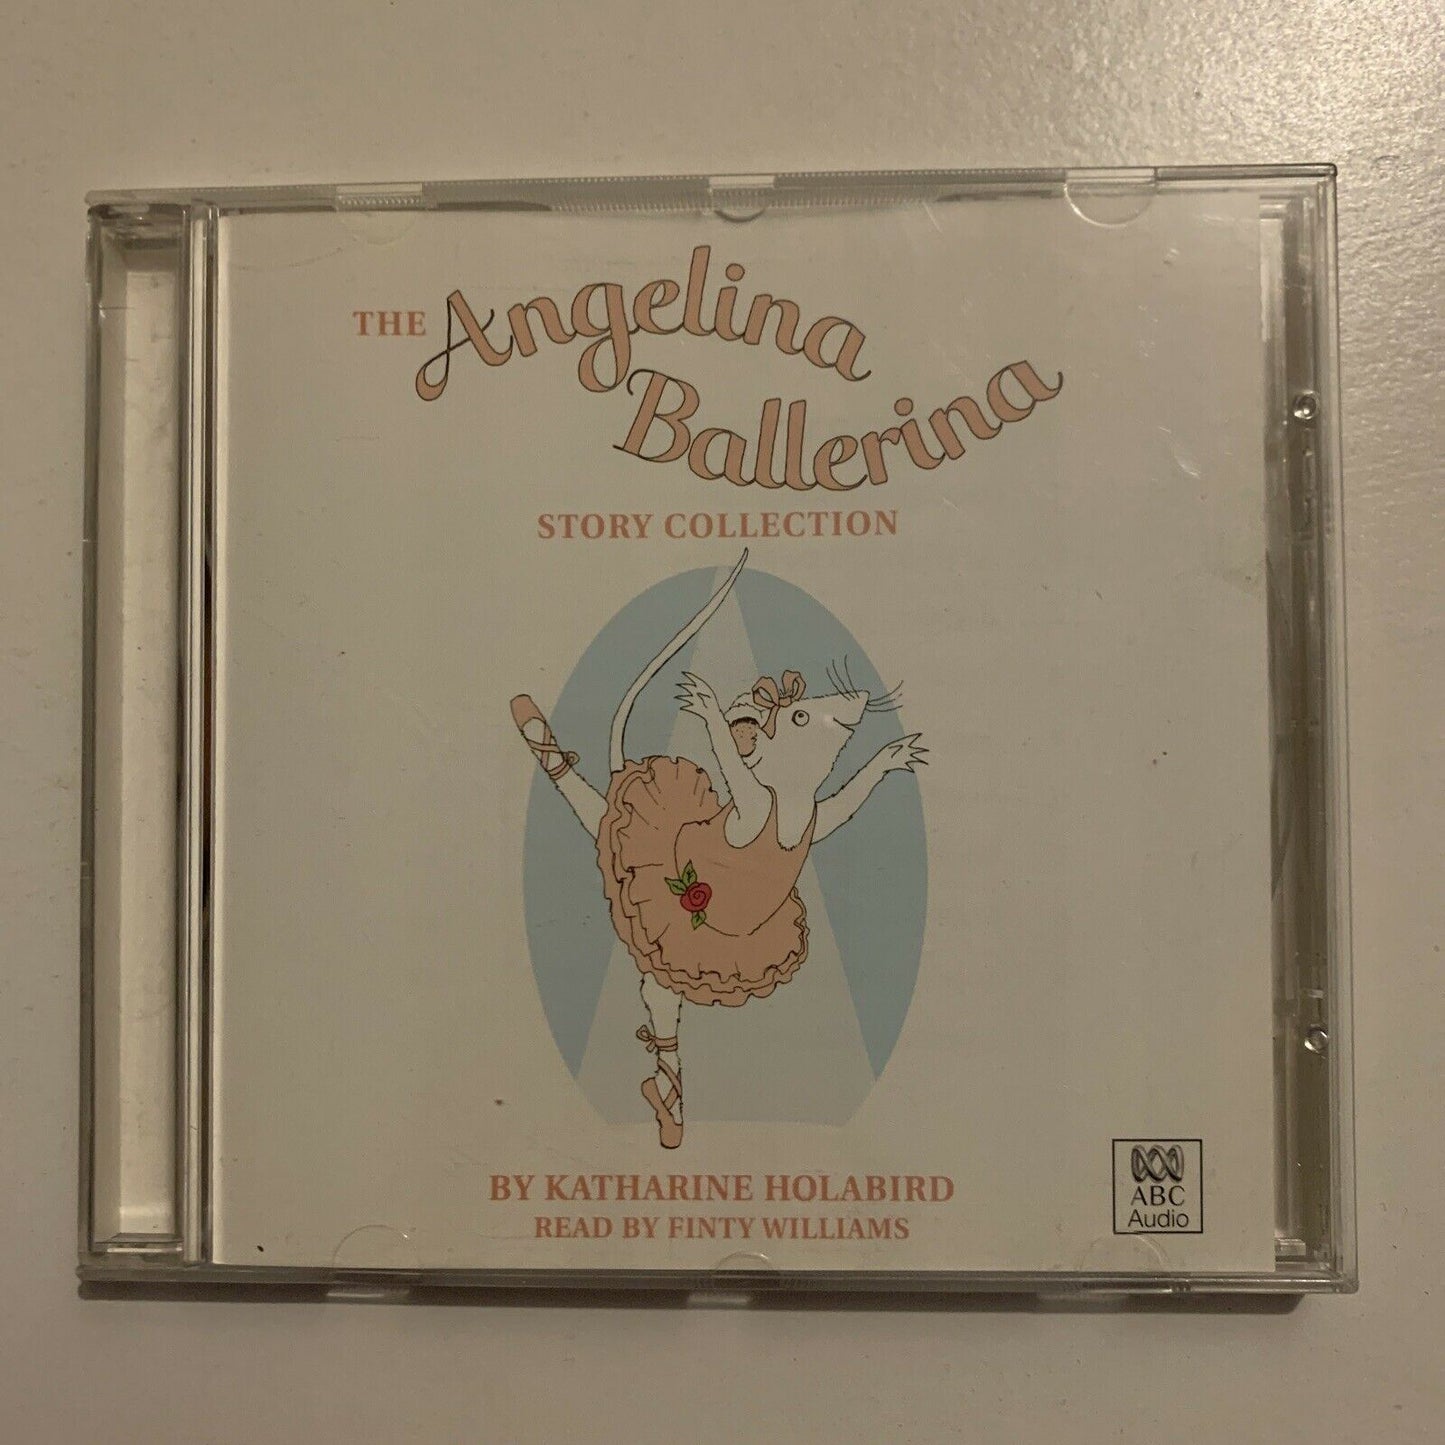 THE Angelina
Ballerina
STORY COLLECTION
BY KATHARINE HOLABIRD
READ BY FINTY WILLIAMS
ABC
Audio